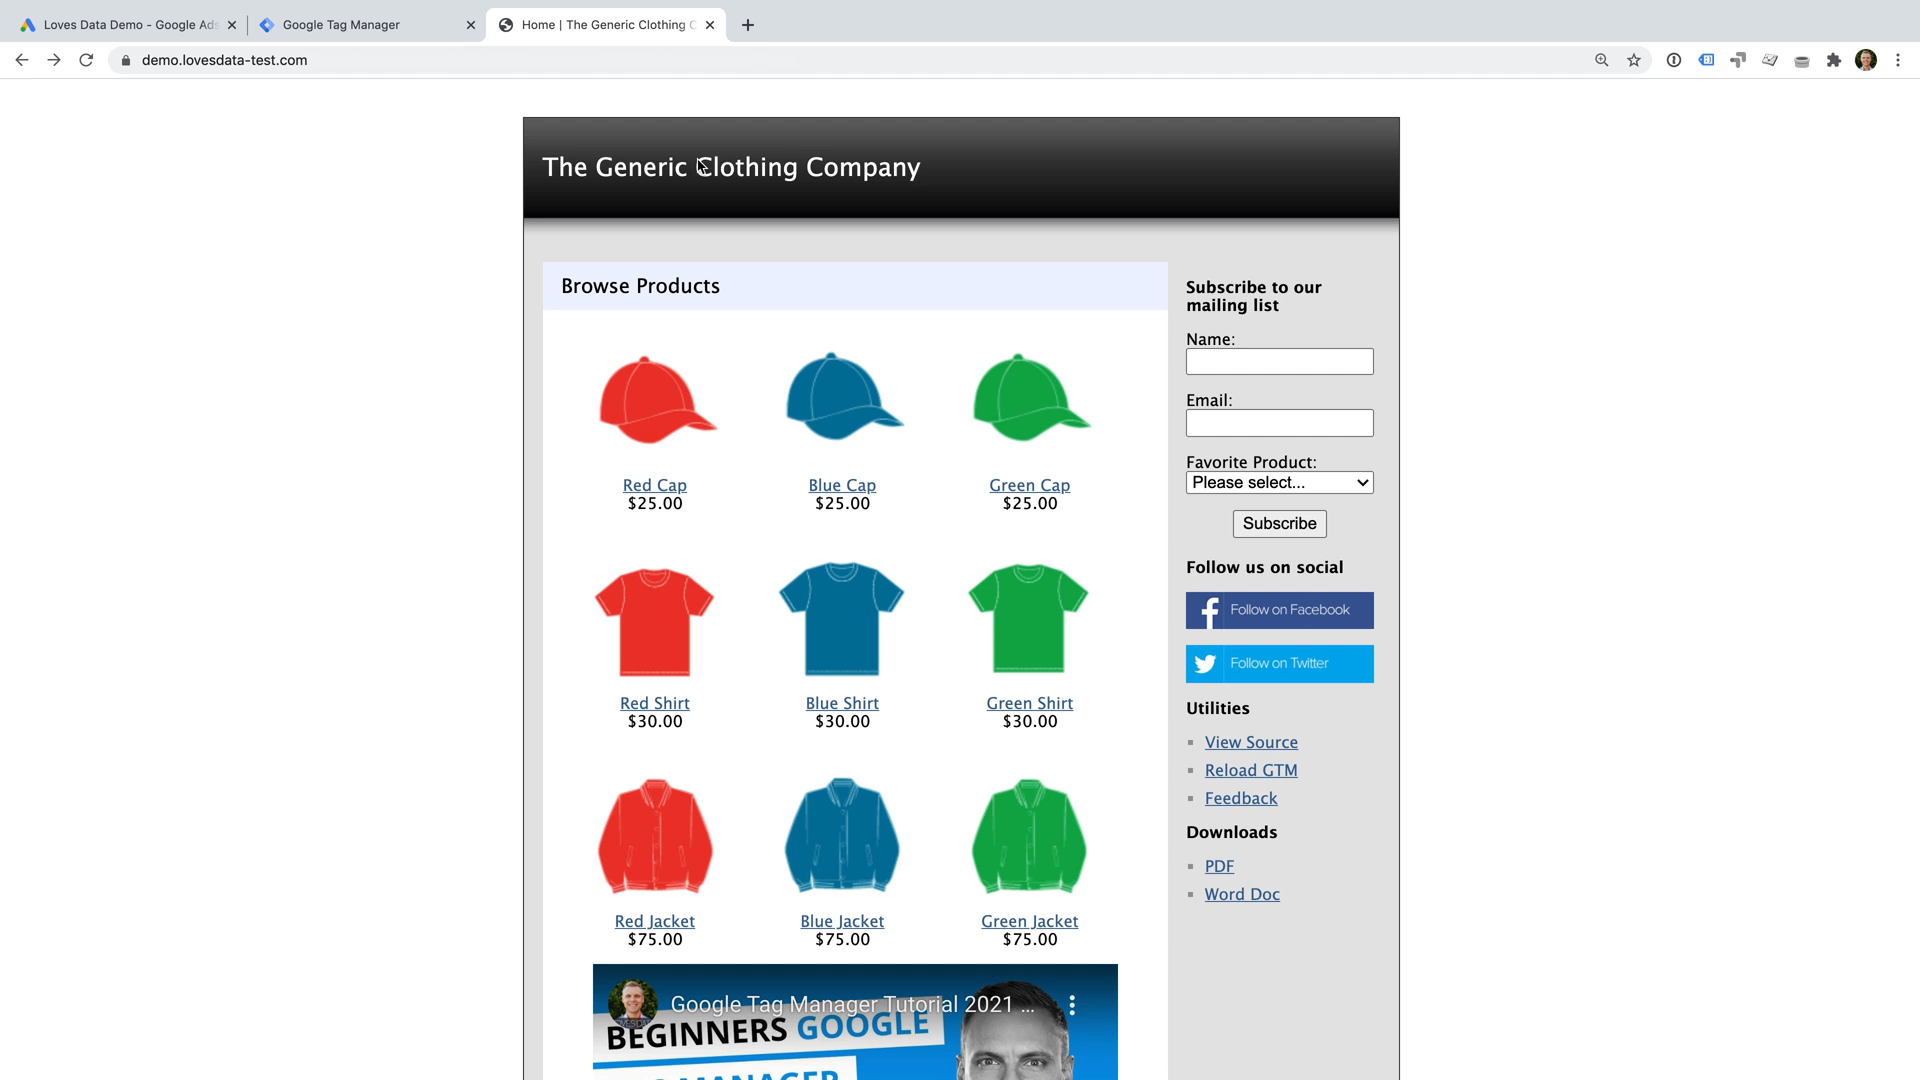 Loves Data Demo - Google Ads
Google Tag Manager
Home | The Generic Clothing C
demo.lovesdata-test.com
The Generic Clothing Company
Browse Products
Red Cap
$25.00
Blue Cap
$25.00
Green Cap
$25.00
Red Shirt
$30.00
Blue Shirt
$30.00
Green Shirt
$30.00
Red Jacket
$75.00
Blue Jacket
$75.00
Green Jacket
$75.00
Google Tag Manager Tutorial 2021 ...
BEGINNERS GOOGLE
MANAGER
Subscribe to our
mailing list
Name:
Email:
Favorite Product:
Please select...
Subscribe
Follow us on social
Follow on Facebook
Follow on Twitter
Utilities
View Source
Reload GTM
Feedback
Downloads
PDF
Word Doc